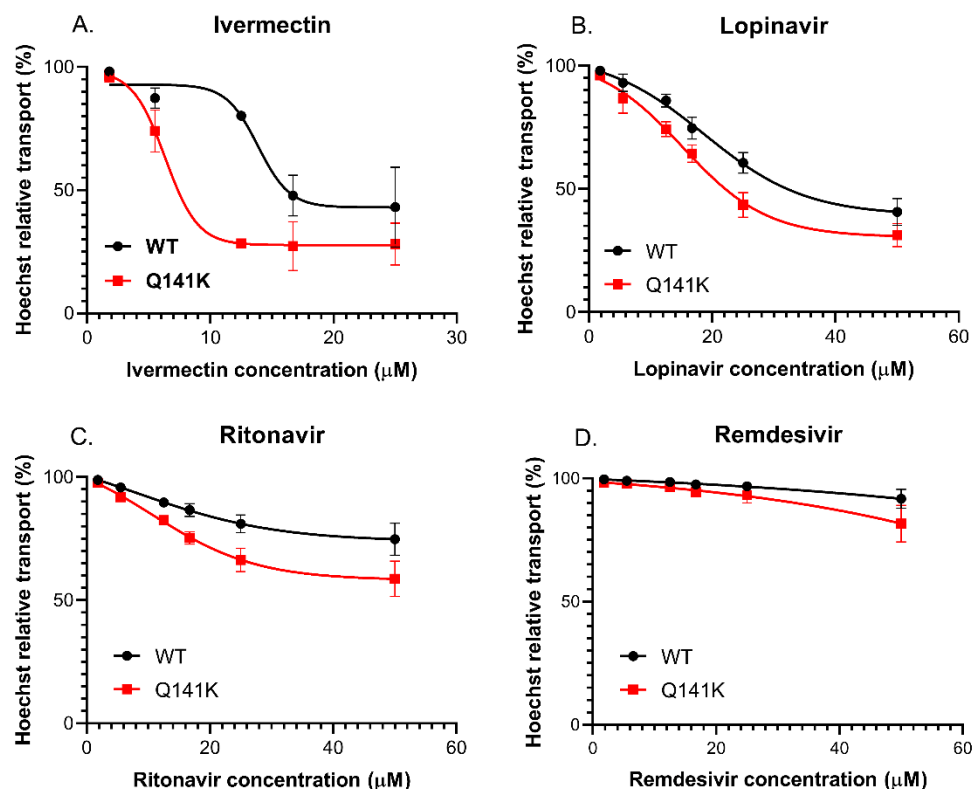 A.
Ivermectin
Hoechst relative transport (%)
100
50
0
WT
Q141K
0
10
20
30
Ivermectin concentration (μM)
B.
Lopinavir
Hoechst relative transport (%)
100
50
0
WT
Q141K
0
20
40
60
Lopinavir concentration (μM)
C.
Ritonavir
Hoechst relative transport (%)
100
50
0
WT
Q141K
0
20
40
60
Ritonavir concentration (μM)
D.
Remdesivir
Hoechst relative transport (%)
100
50
0
WT
Q141K
0
20
40
60
Remdesivir concentration (μM)